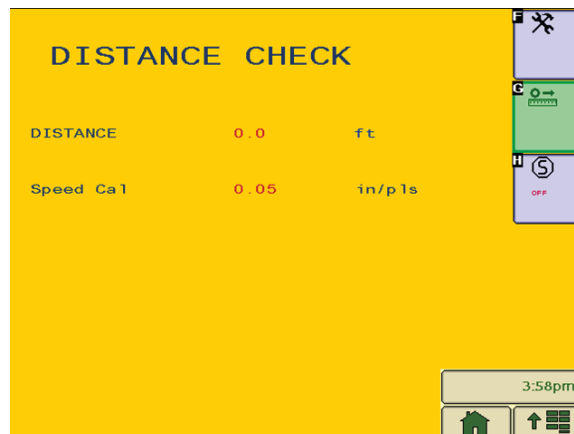 DISTANCE CHECK
DISTANCE 0.0 ft
Speed Cal 0.05 in/pls
F
G
H
S
OFF
3:58pm